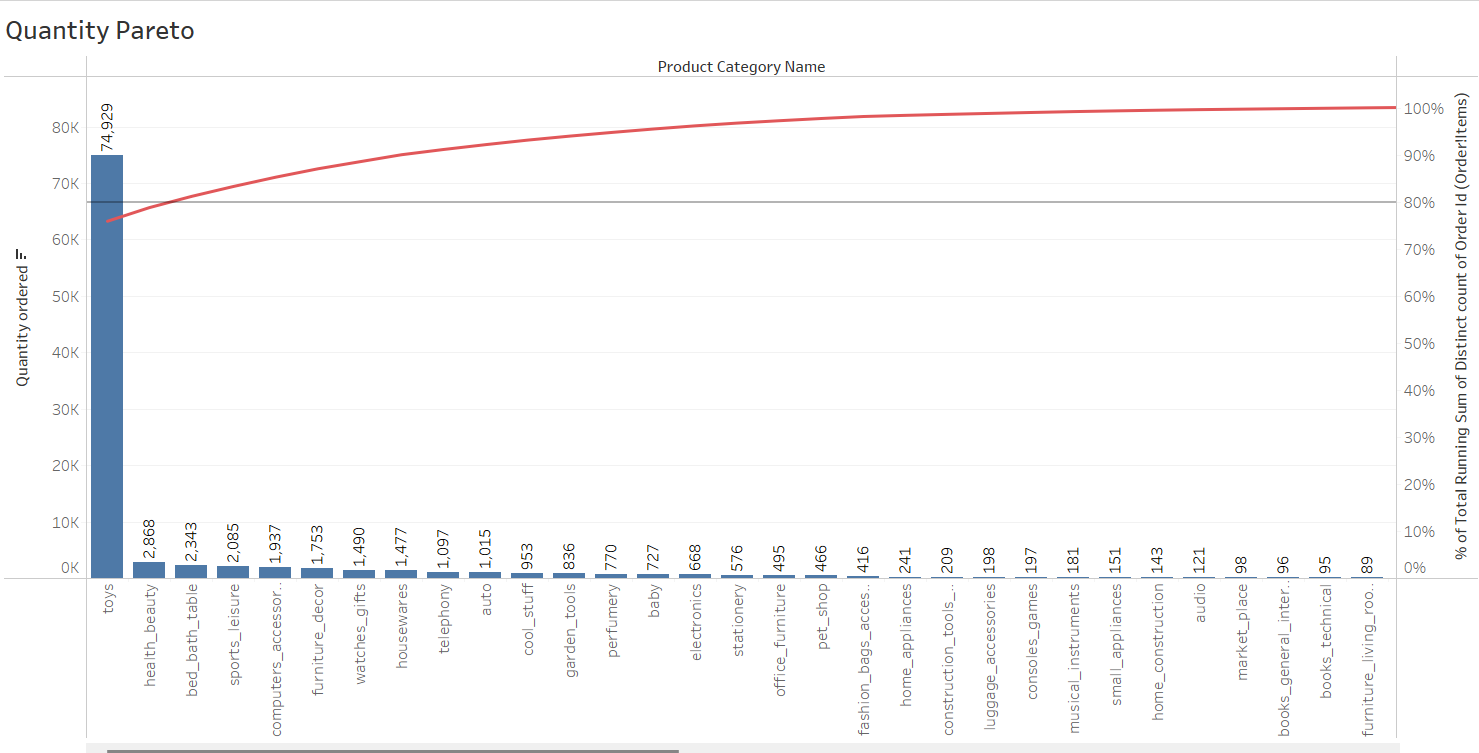 Quantity Pareto
Product Category Name
Quantity ordered
80K
70K
60K
50K
40K
30K
20K
10K
0K
74,929
2,868
2,343
2,085
1,937
1,753
1,490
1,477
1,097
1,015
953
836
770
727
668
576
495
466
416
241
209
198
197
181
151
143
121
98
96
95
89
100%
90%
80%
70%
60%
50%
40%
30%
20%
10%
0%
% of Total Running Sum of Distinct count of Order Id (Order!Items)
toys
health_beauty
bed_bath_table
sports_leisure
computers_accessor..
furniture_decor
watches_gifts
housewares
telephony
auto
cool_stuff
garden_tools
perfumery
baby
electronics
stationery
office_furniture
pet_shop
fashion_bags_acces..
home_appliances
construction_tools_..
luggage_accessories
consoles_games
musical_instruments
small_appliances
home_construction
audio
market_place
books_general_inter..
books_technical
furniture_living_roo..